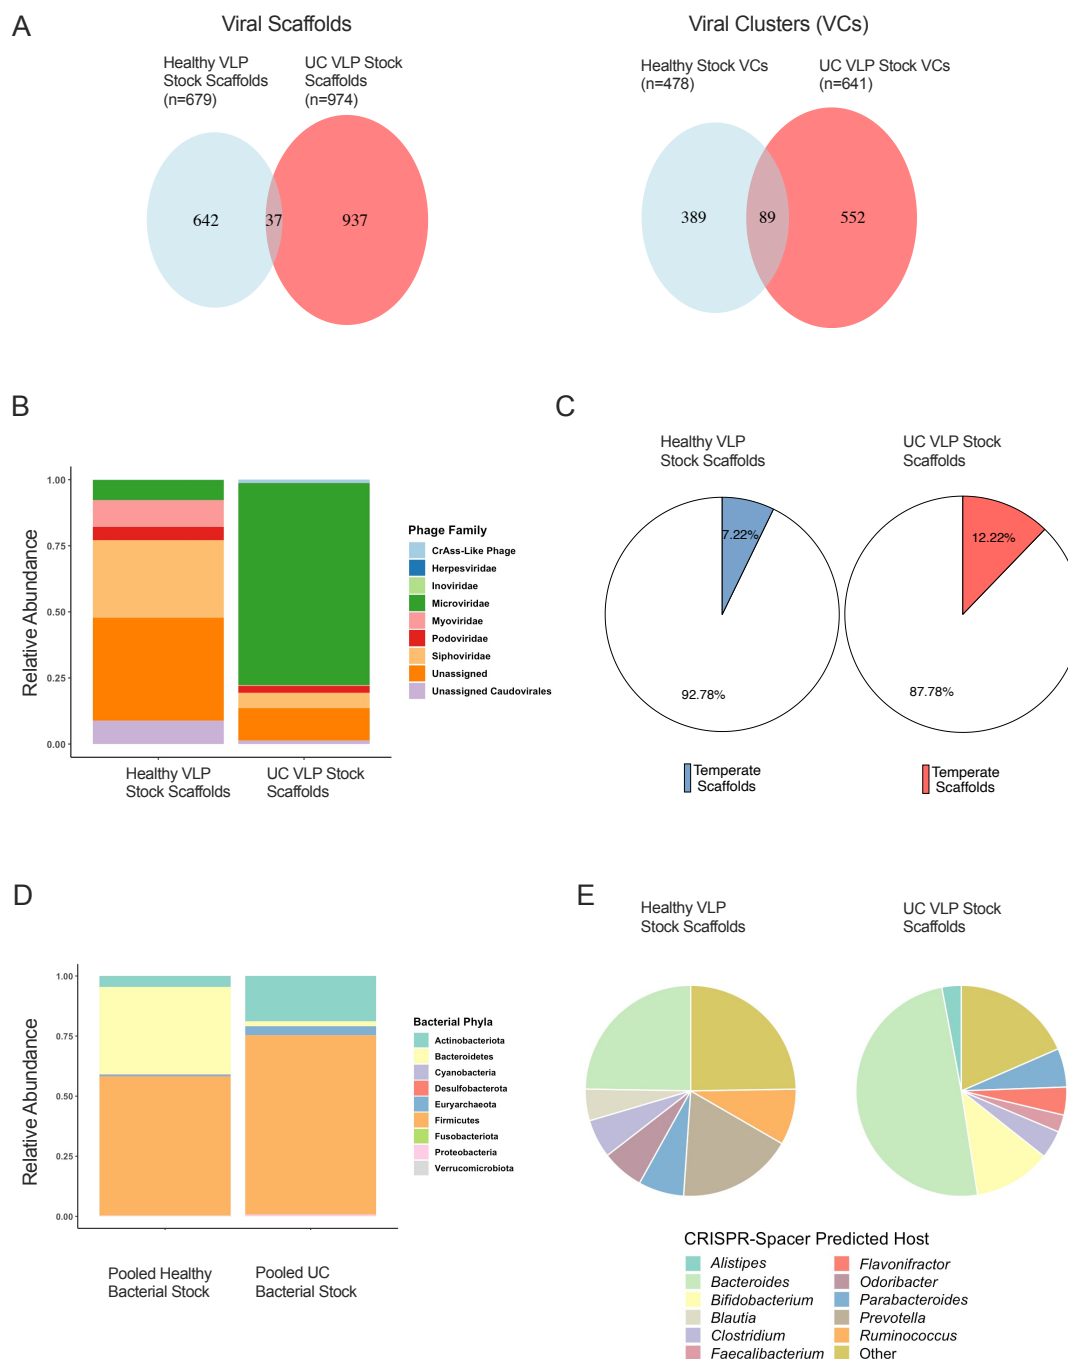 A
Viral Scaffolds
Viral Clusters (VCs)
Healthy VLP
Stock Scaffolds
(n=679)
UC VLP Stock
Scaffolds
(n=974)
Healthy Stock VCs
(n=478)
UC VLP Stock VCs
(n=641)
642
37
937
389
89
552
B
Relative Abundance
1.00
0.75
0.50
0.25
0.00
Healthy VLP
Stock Scaffolds
UC VLP Stock
Scaffolds
Phage Family
CrAss-Like Phage
Herpesviridae
Inoviridae
Microviridae
Myoviridae
Podoviridae
Siphoviridae
Unassigned
Unassigned Caudovirales
C
Healthy VLP
Stock Scaffolds
UC VLP Stock
Scaffolds
7.22%
92.78%
12.22%
87.78%
Temperate
Scaffolds
Temperate
Scaffolds
D
Relative Abundance
1.00
0.75
0.50
0.25
0.00
Pooled Healthy
Bacterial Stock
Pooled UC
Bacterial Stock
Bacterial Phyla
Actinobacteriota
Bacteroidetes
Cyanobacteria
Desulfobacterota
Euryarchaeota
Firmicutes
Fusobacteriota
Proteobacteria
Verrucomicrobiota
E
Healthy VLP
Stock Scaffolds
UC VLP Stock
Scaffolds
CRISPR-Spacer Predicted Host
Alistipes
Bacteroides
Bifidobacterium
Blautia
Clostridium
Faecalibacterium
Flavonifractor
Odoribacter
Parabacteroides
Prevotella
Ruminococcus
Other